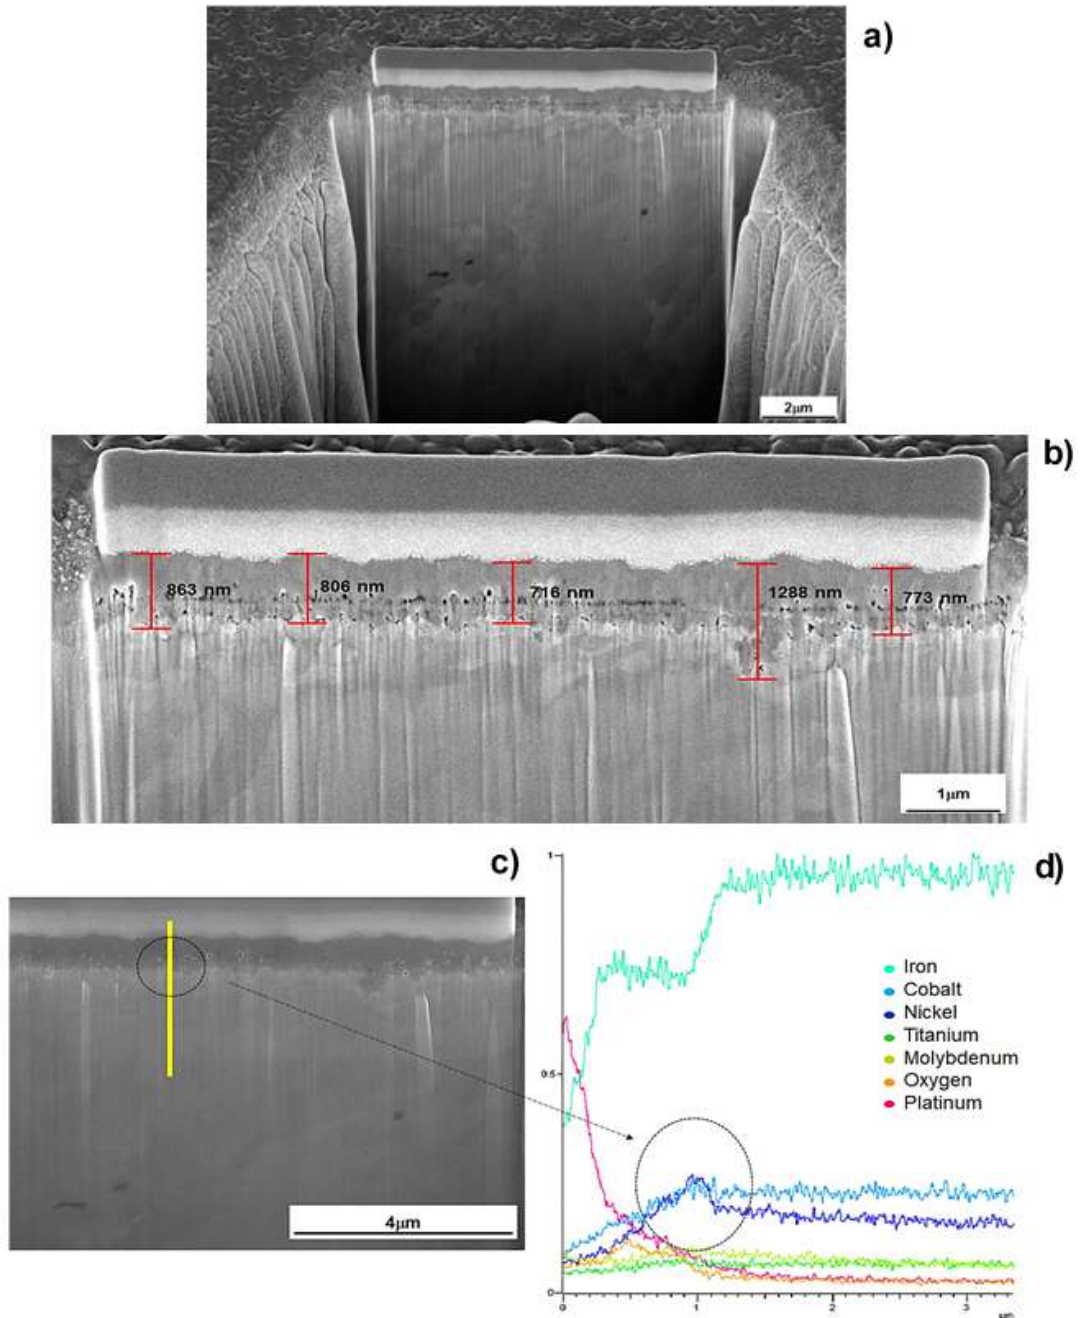 a)
2μm
b)
863 nm
806 nm
716 nm
1288 nm
773 nm
1μm
c)
4μm
d)
1
0.5
0
Iron
Cobalt
Nickel
Titanium
Molybdenum
Oxygen
Platinum
0 1 2 3
μm